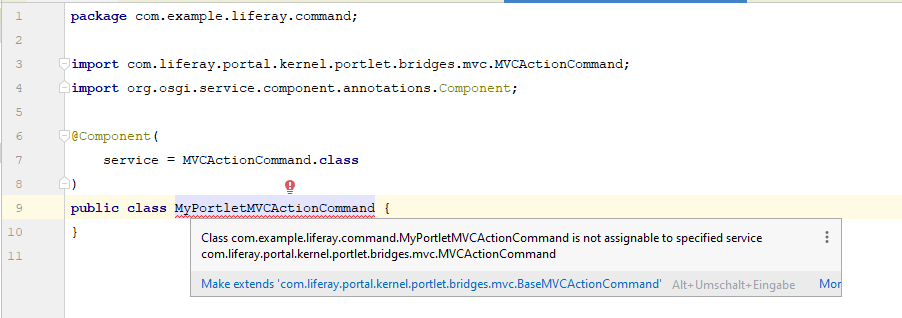 1 package com.example.liferay.command;
2
3 import com.liferay.portal.kernel.portlet.bridges.mvc.MVCActionCommand;
4 import org.osgi.service.component.annotations.Component;
5
6 @Component(
7 service = MVCActionCommand.class
8 )
9 public class MyPortletMVCActionCommand {
10 }
11
Class com.example.liferay.command.MyPortletMVCActionCommand is not assignable to specified service
com.liferay.portal.kernel.portlet.bridges.mvc.MVCActionCommand
Make extends 'com.liferay.portal.kernel.portlet.bridges.mvc.BaseMVCActionCommand' Alt+Umschalt+Eingabe Mor